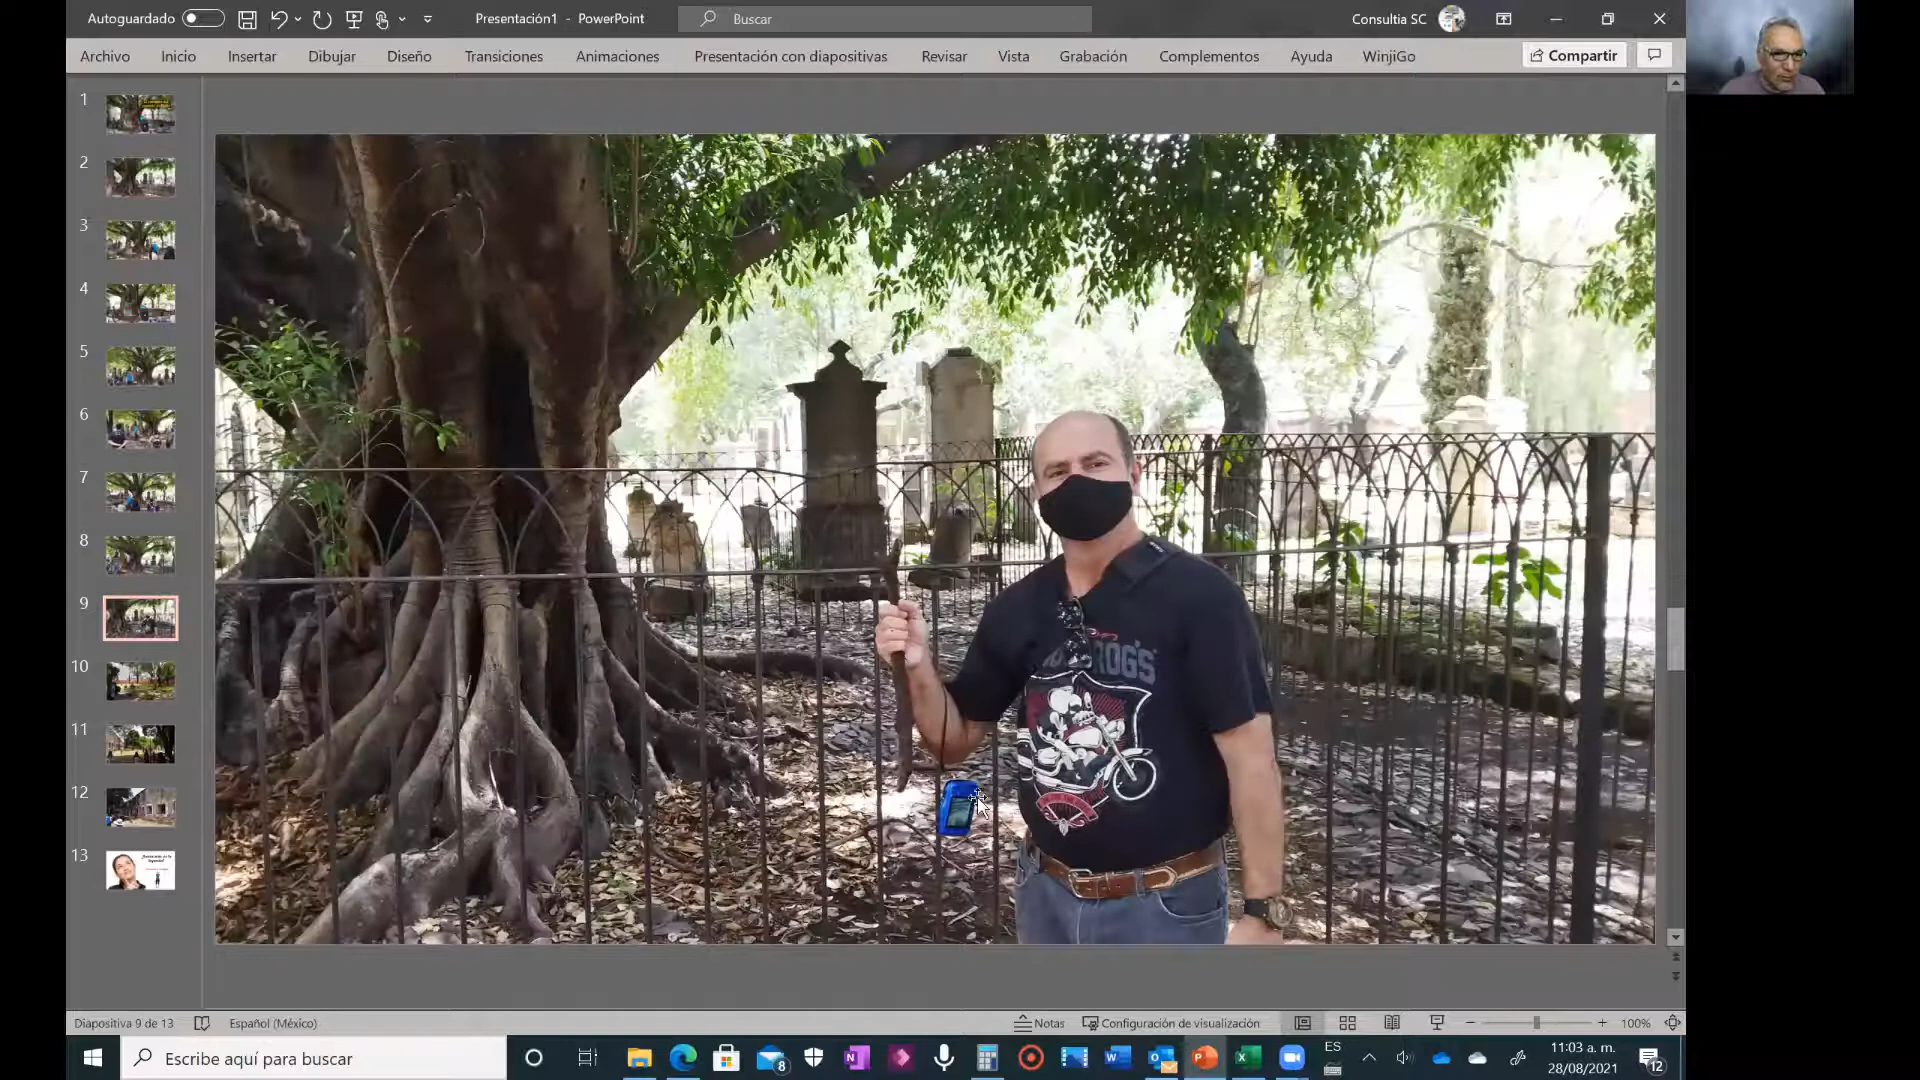 Autoguardado
Presentación1 - PowerPoint
Buscar
Consultia SC
Archivo Inicio Insertar Dibujar Diseño Transiciones Animaciones Presentación con diapositivas Revisar Vista Grabación Complementos Ayuda WinjiGo Compartir
1
2
3
4
5
6
7
8
9
10
11
12
13
Diapositiva 9 de 13 Español (México) Notas Configuración de visualización 100%
Escribe aquí para buscar
8
ES
11:03 a. m.
28/08/2021
12